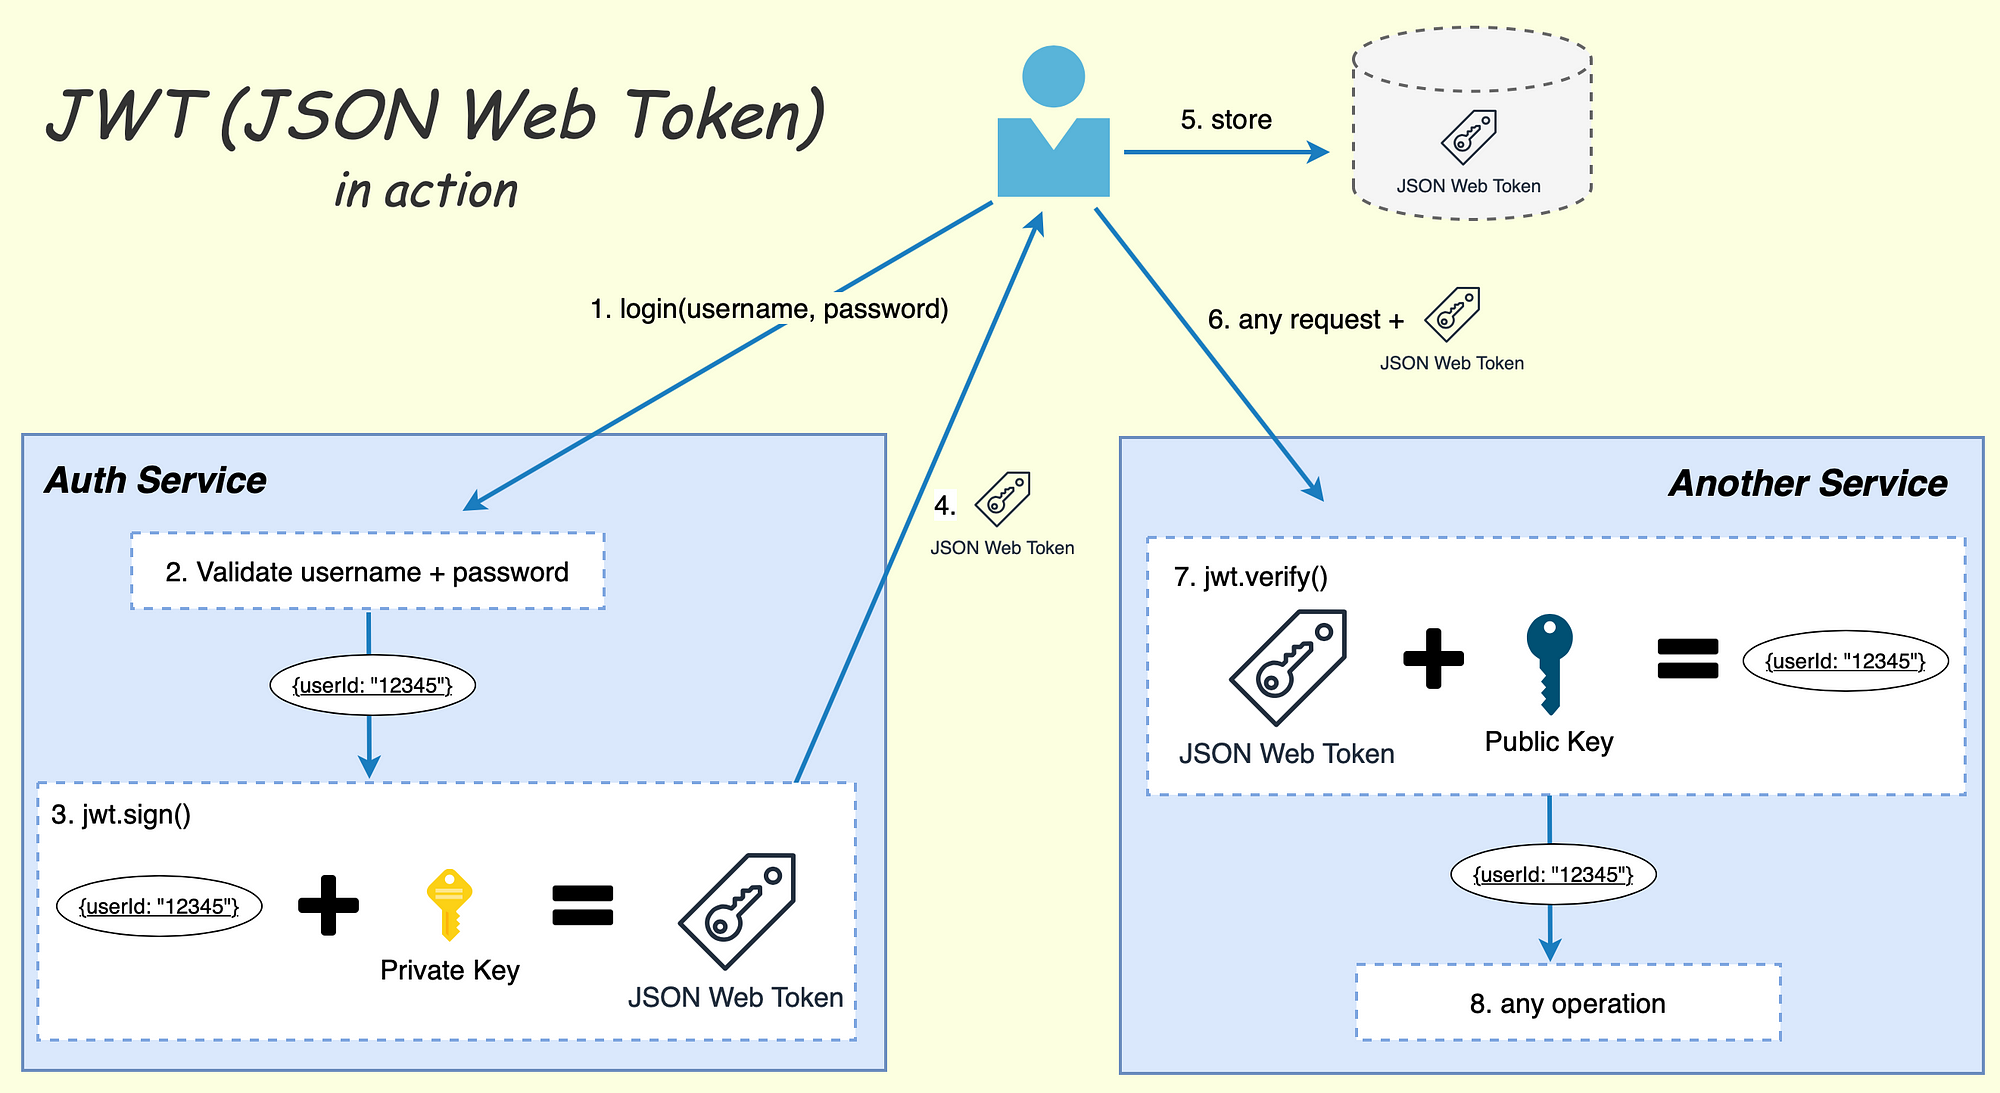 JWT (JSON Web Token)
in action
5. store
JSON Web Token
1. login(username, password)
6. any request +
JSON Web Token
4.
JSON Web Token
Auth Service
2. Validate username + password
{userId: "12345"}
3. jwt.sign()
{userId: "12345"}
Private Key
JSON Web Token
Another Service
7. jwt.verify()
JSON Web Token
Public Key
{userId: "12345"}
{userId: "12345"}
8. any operation